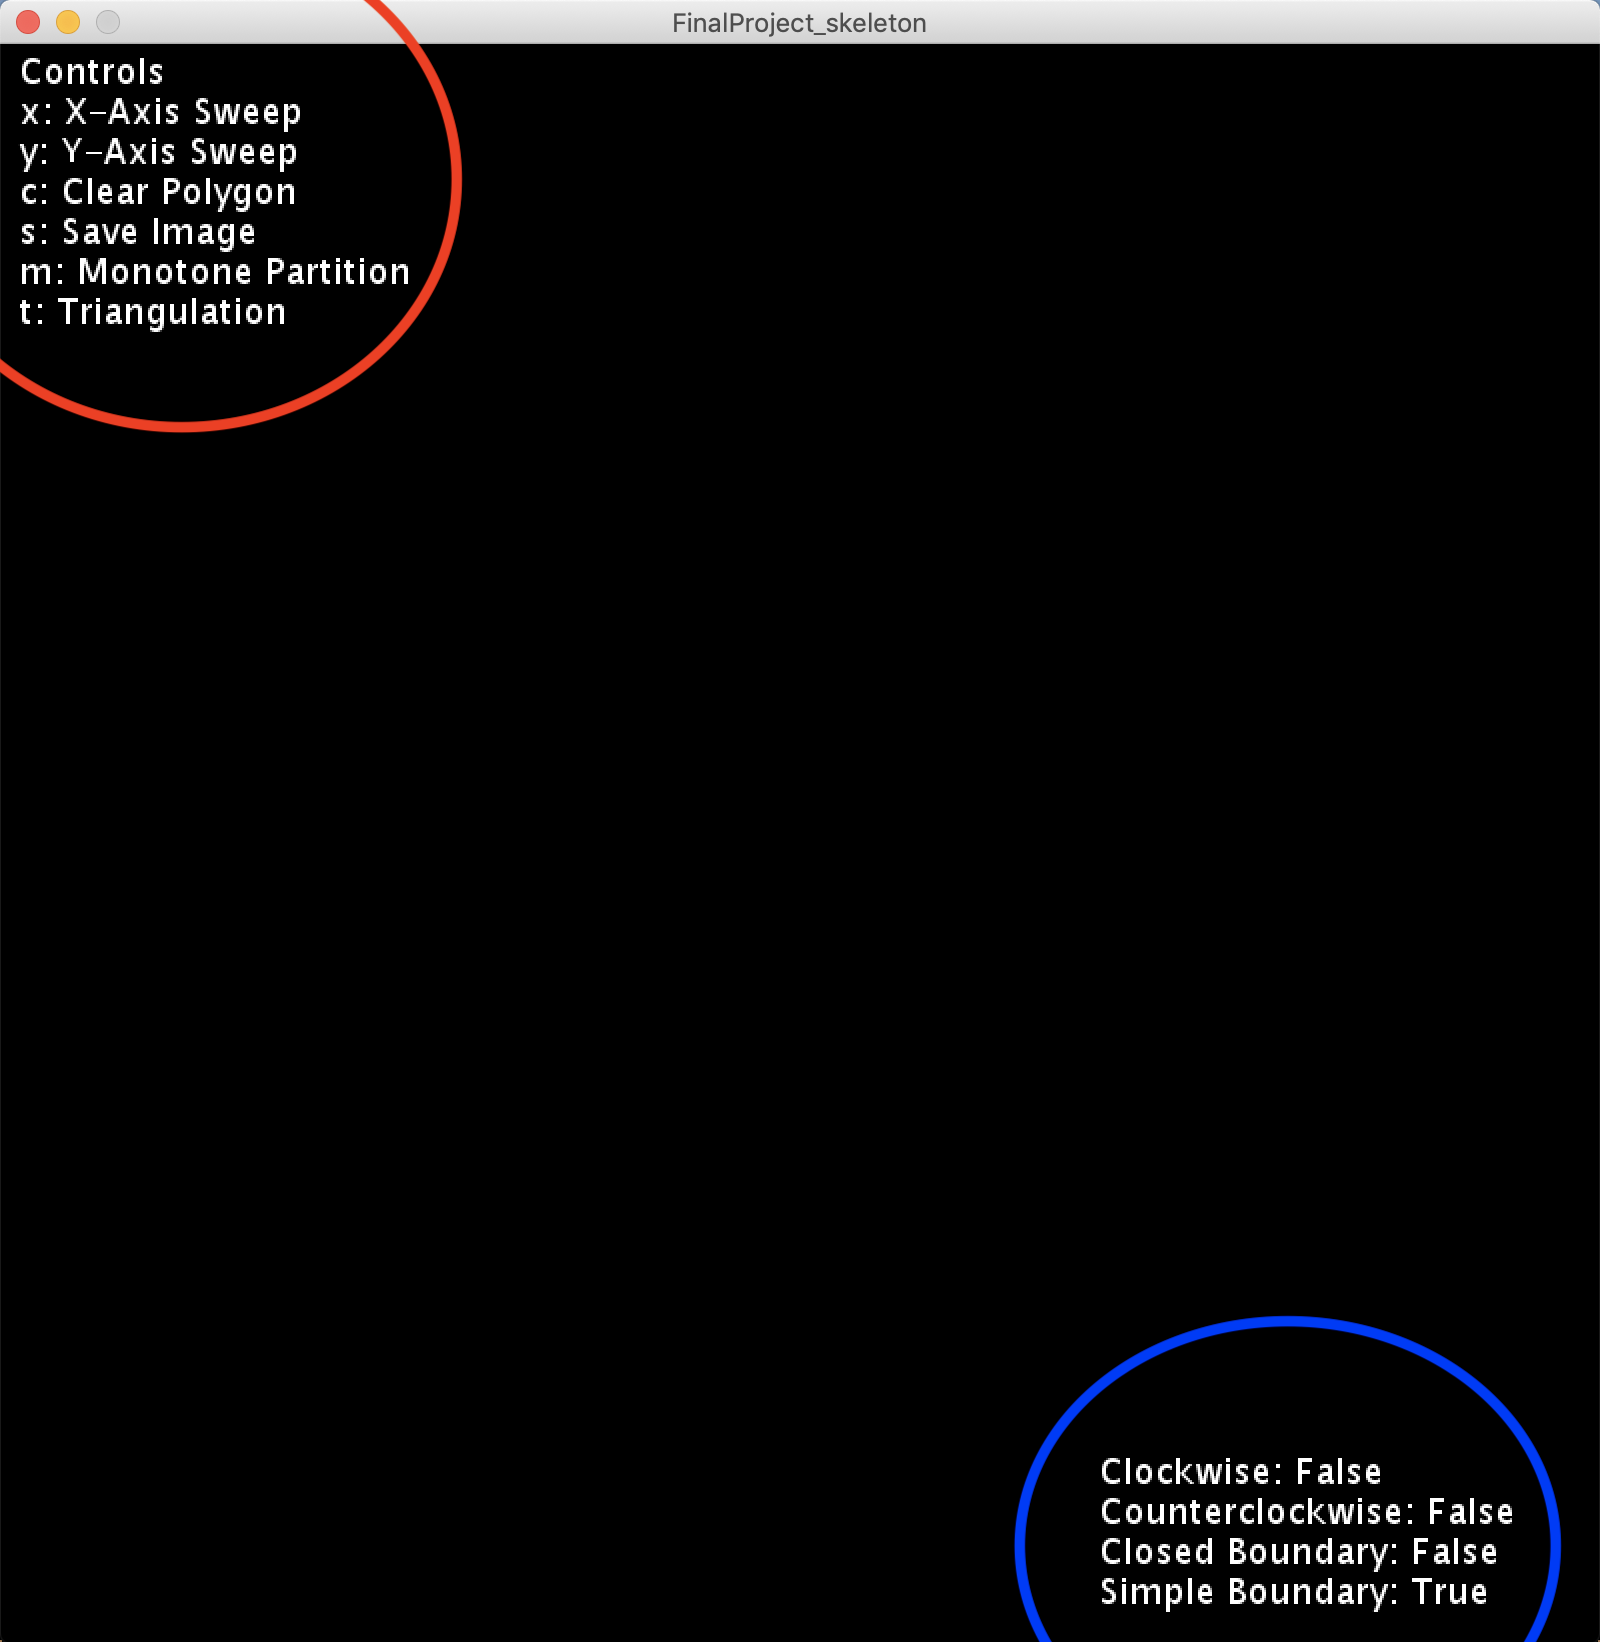 FinalProject_skeleton
Controls
x: X-Axis Sweep
y: Y-Axis Sweep
c: Clear Polygon
s: Save Image
m: Monotone Partition
t: Triangulation
Clockwise: False
Counterclockwise: False
Closed Boundary: False
Simple Boundary: True